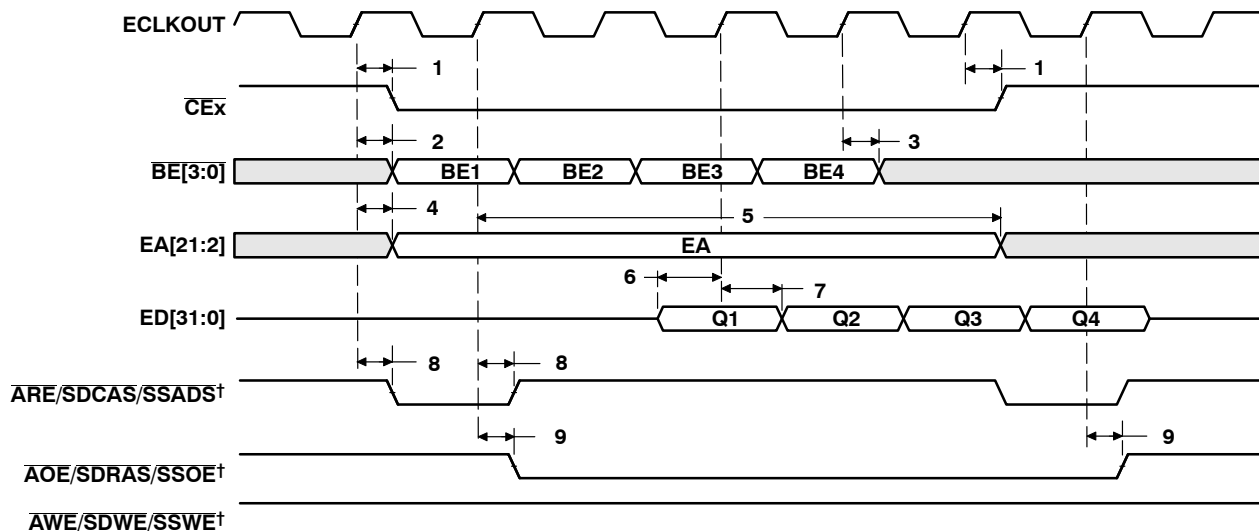 ECLKOUT
1
1
CEx
2
3
BE[3:0]
BE1
BE2
BE3
BE4
4
5
EA[21:2]
EA
6
7
ED[31:0]
Q1
Q2
Q3
Q4
8
8
ARE/SDCAS/SSADS†
9
9
AOE/SDRAS/SSOE†
AWE/SDWE/SSWE†